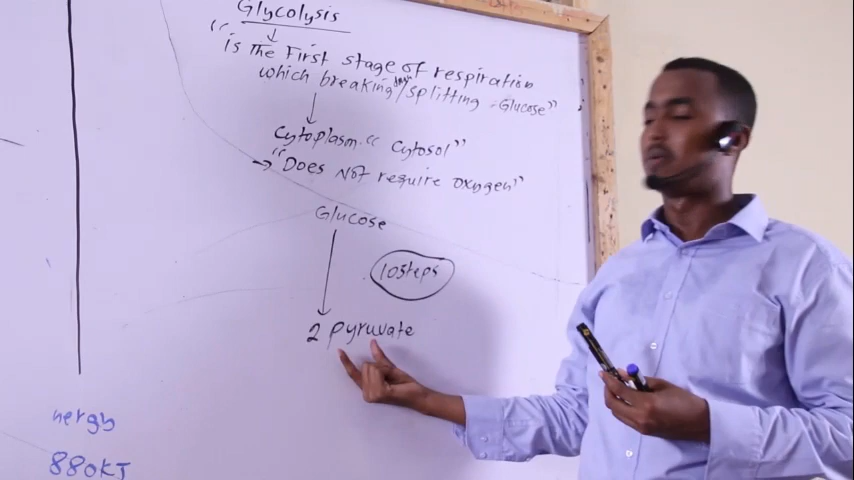 Glycolysis
"is The First stage of respiration
which breaking/splitting Glucose"
Cytoplasm "Cytosol"
"Does Not require oxygen"
Glucose
10steps
2 pyruvate
nergy
880KJ